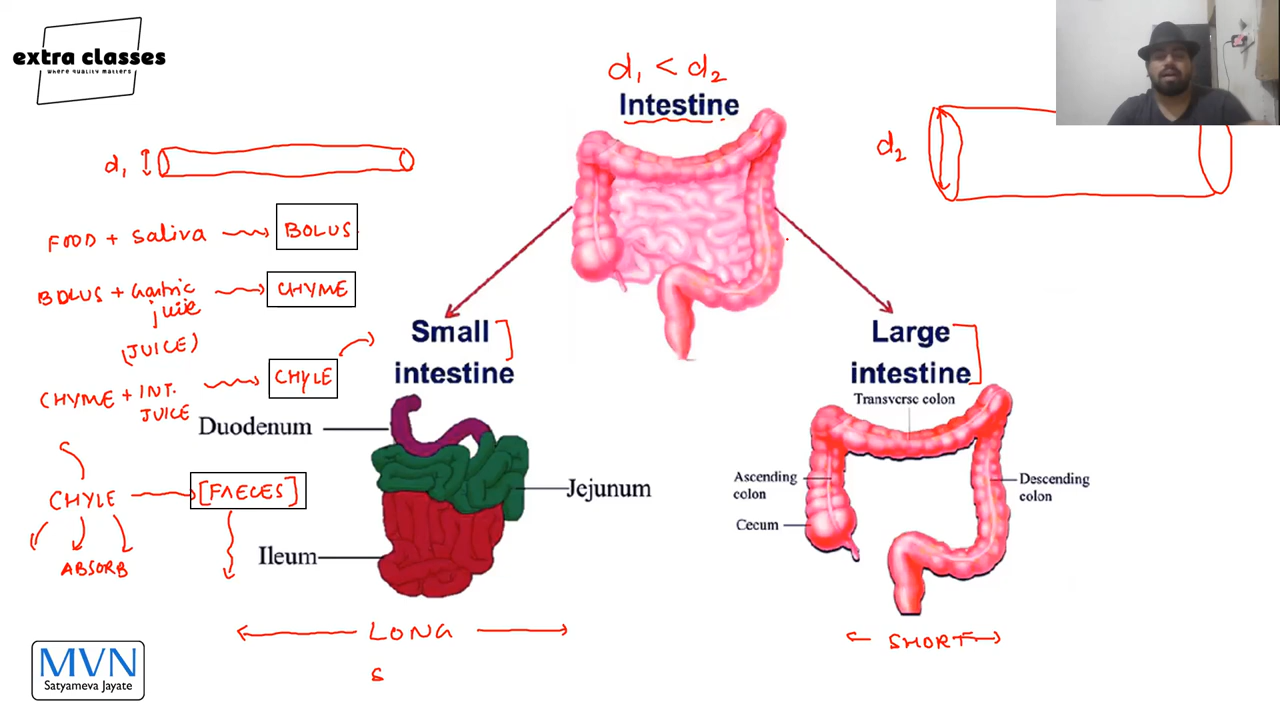 extra classes
where quality matters
d₁ < d₂
Intestine
d₁
d₂
FOOD + Saliva
BOLUS
BOLUS + Gastric
juie
CHYME
(JUICE)
CHYME + INT.
JUICE
CHYLE
CHYLE
[FAECES]
ABSORB
Small
intestine
Duodenum
Jejunum
Ileum
LONG
S
Large
intestine
Transverse colon
Ascending
colon
Cecum
Descending
colon
SHORT
MVN
Satyameva Jayate